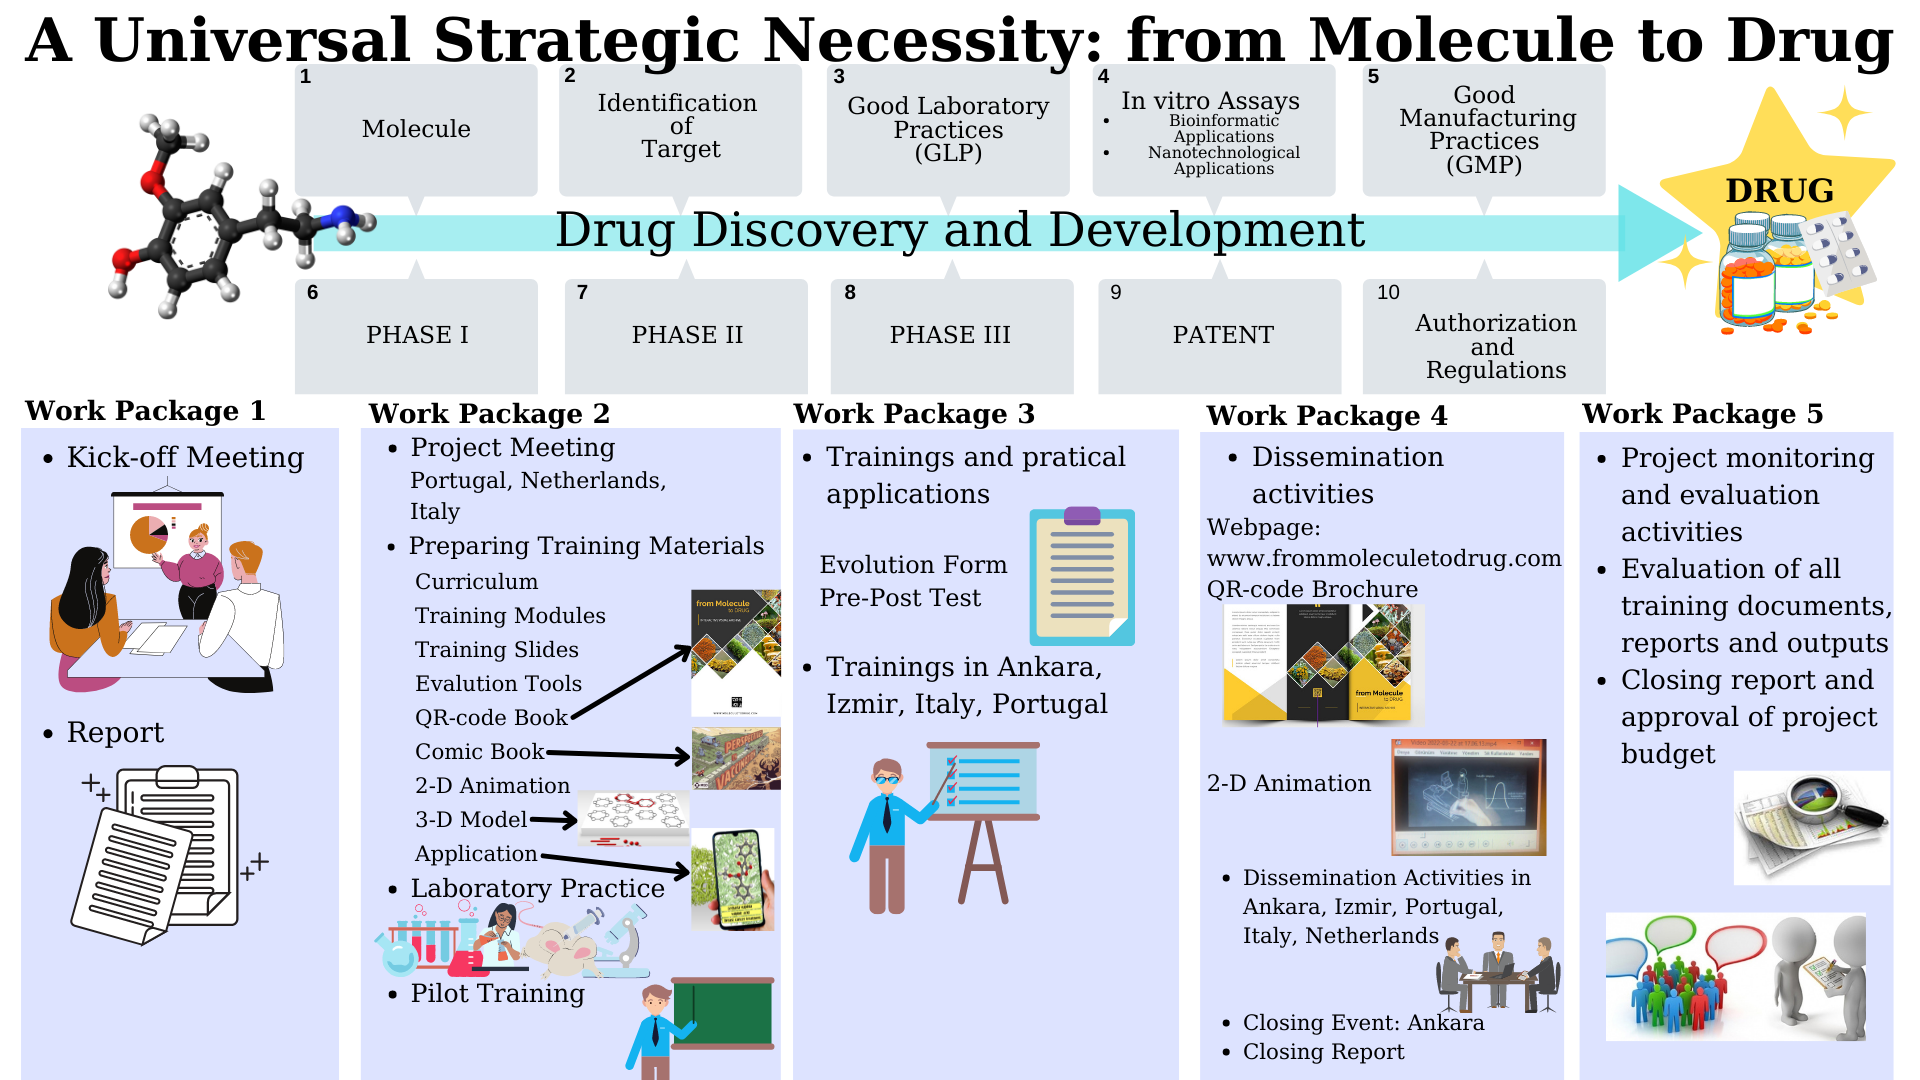 A Universal Strategic Necessity: from Molecule to Drug
1
Molecule
2
Identification
of
Target
3
Good Laboratory
Practices
(GLP)
4
In vitro Assays
• Bioinformatic
Applications
• Nanotechnological
Applications
5
Good
Manufacturing
Practices
(GMP)
DRUG
Drug Discovery and Development
6
PHASE I
7
PHASE II
8
PHASE III
9
PATENT
10
Authorization
and
Regulations
Work Package 1
• Kick-off Meeting
• Report
Work Package 2
• Project Meeting
Portugal, Netherlands,
Italy
• Preparing Training Materials
Curriculum
Training Modules
Training Slides
Evalution Tools
QR-code Book
Comic Book
2-D Animation
3-D Model
Application
from Molecule
to DRUG
• Laboratory Practice
• Pilot Training
Work Package 3
• Trainings and pratical
applications
Evolution Form
Pre-Post Test
• Trainings in Ankara,
Izmir, Italy, Portugal
Work Package 4
• Dissemination
activities
Webpage:
www.frommoleculetodrug.com
QR-code Brochure
from Molecule
to DRUG
2-D Animation
• Dissemination Activities in
Ankara, Izmir, Portugal,
Italy, Netherlands
• Closing Event: Ankara
• Closing Report
Work Package 5
• Project monitoring
and evaluation
activities
• Evaluation of all
training documents,
reports and outputs
• Closing report and
approval of project
budget